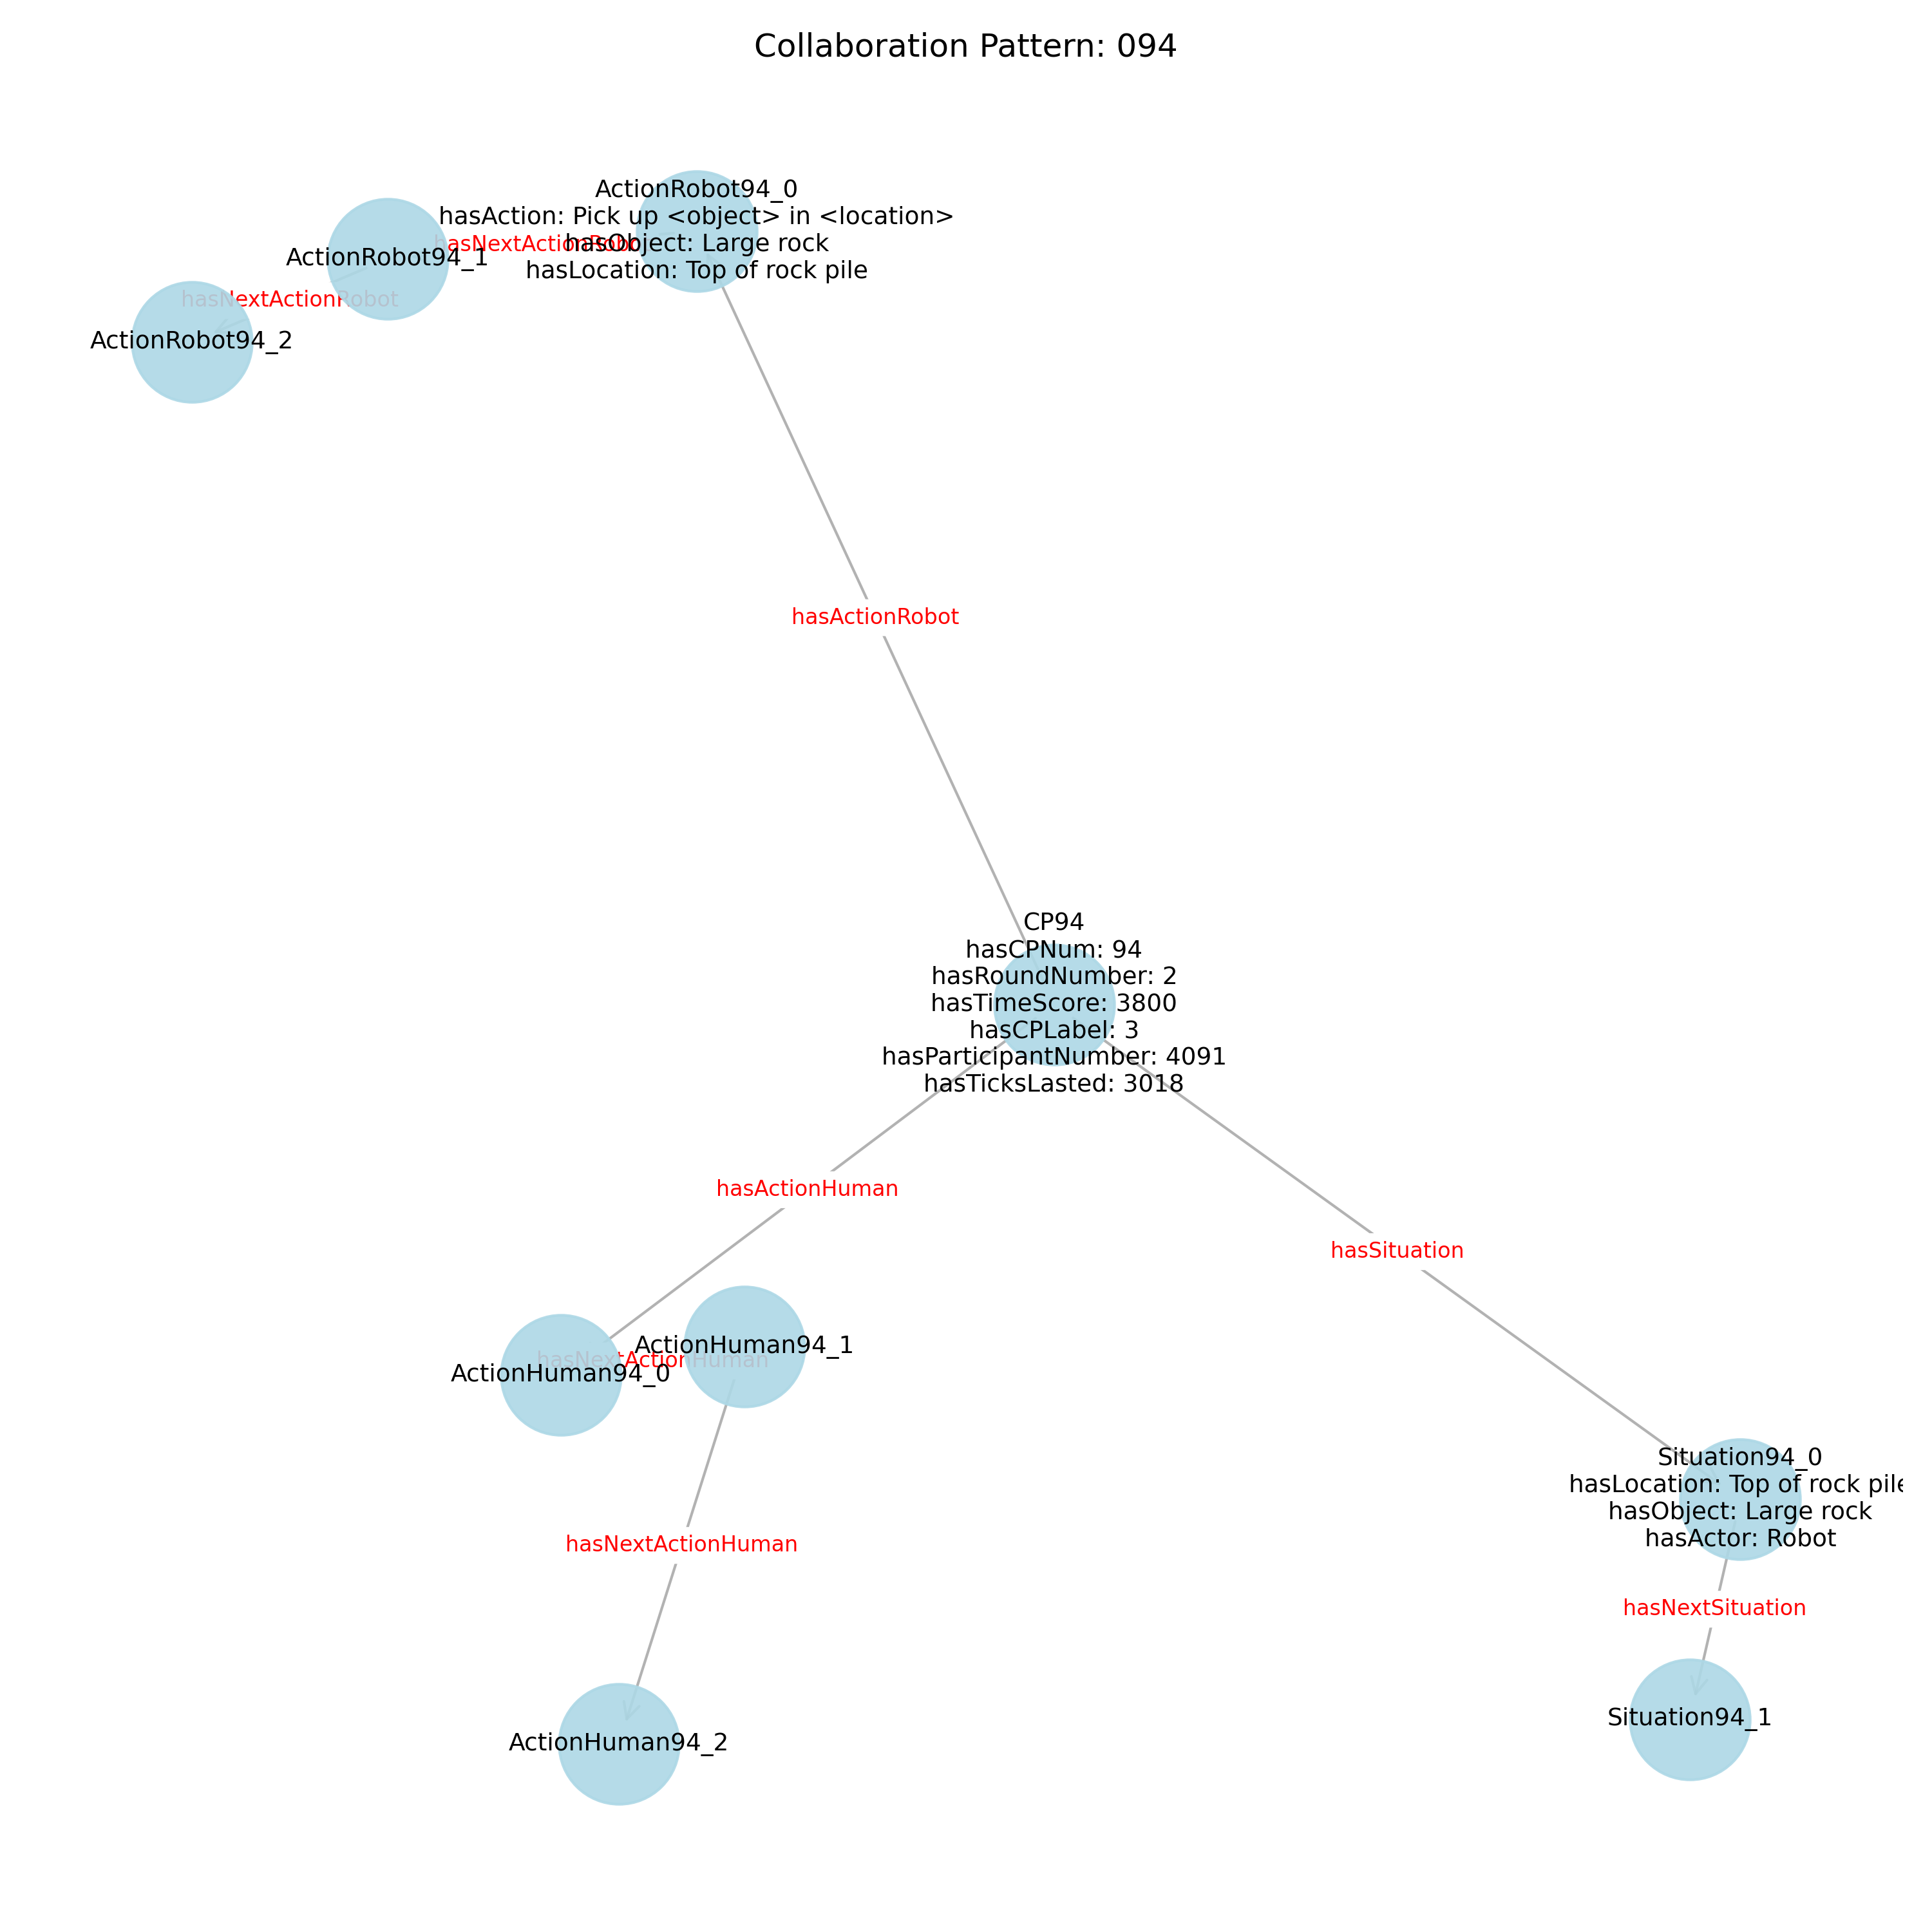 Collaboration Pattern: 094
ActionRobot94_0
hasAction: Pick up <object> in <location>
hasObject: Large rock
hasLocation: Top of rock pile
hasNextActionRobot
ActionRobot94_1
hasNextActionRobot
ActionRobot94_2
hasActionRobot
CP94
hasCPNum: 94
hasRoundNumber: 2
hasTimeScore: 3800
hasCPLabel: 3
hasParticipantNumber: 4091
hasTicksLasted: 3018
hasActionHuman
hasSituation
ActionHuman94_1
hasNextActionHuman
ActionHuman94_0
Situation94_0
hasLocation: Top of rock pile
hasObject: Large rock
hasActor: Robot
hasNextActionHuman
hasNextSituation
Situation94_1
ActionHuman94_2